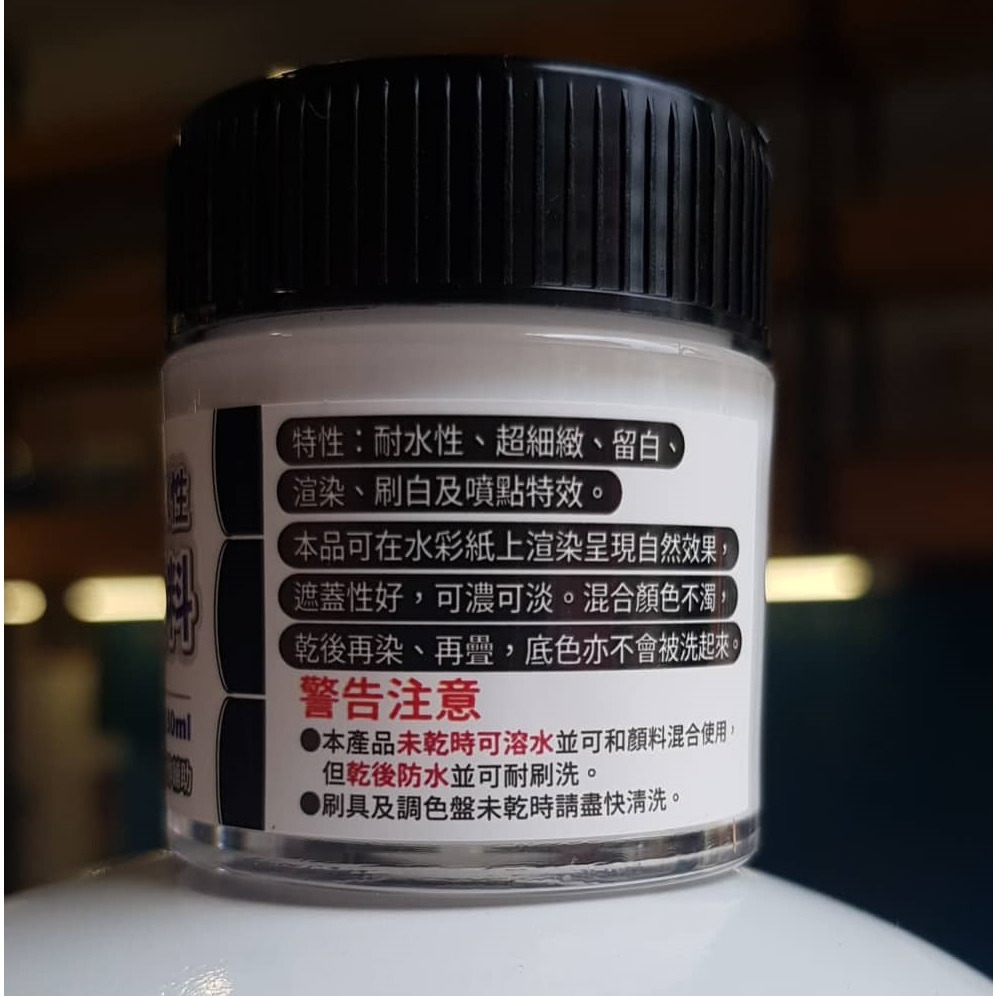 特性：耐水性、超細緻、留白、
渲染、刷白及噴點特效。
本品可在水彩紙上渲染呈現自然效果，
遮蓋性好，可濃可淡。混合顏色不濁，
乾後再染、再疊，底色亦不會被洗起來。
警告注意
●本產品未乾時可溶水並可和顏料混合使用，
但乾後防水並可耐刷洗。
●刷具及調色盤未乾時請盡快清洗。
性
料
0ml
輔助